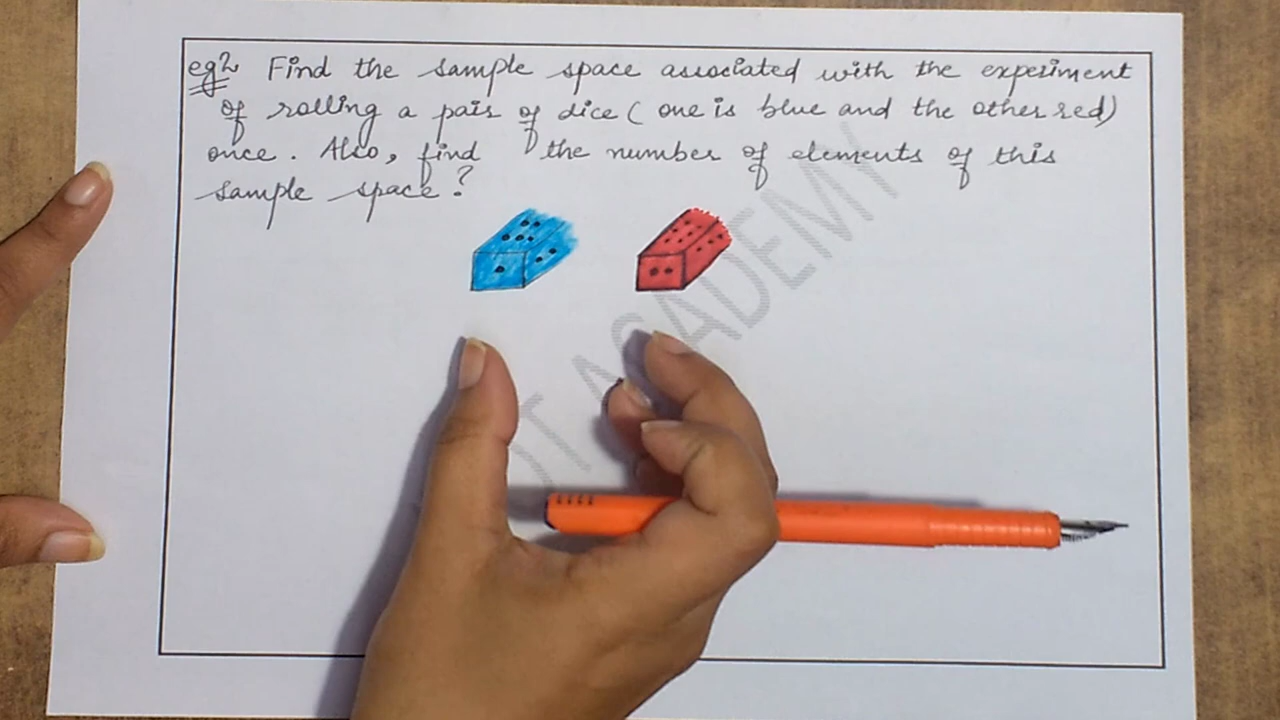 eg2 Find the sample space associated with the experiment
of rolling a pair of dice ( one is blue and the other red)
once. Also, find the number of elements of this
sample space?
ACADEMY